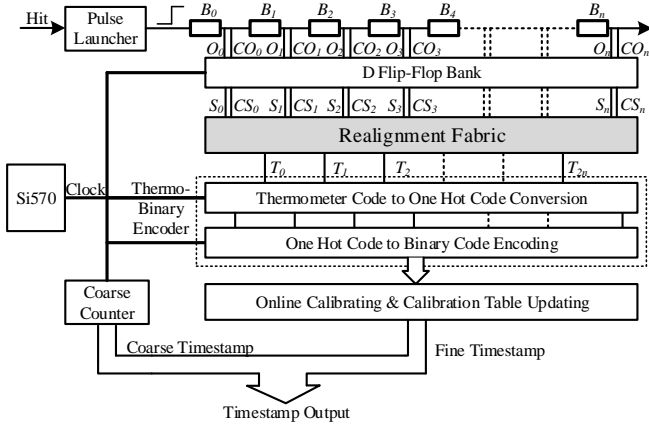 Hit
Pulse
Launcher
B0 B1 B2 B3 B4 Bn
O0 CO0 O1 CO1 O2 CO2 O3 CO3 On COn
D Flip-Flop Bank
S0 CS0 S1 CS1 S2 CS2 S3 CS3 Sn CSn
Realignment Fabric
T0 T1 T2 T2n
Si570
Clock
Thermo-
Binary
Encoder
Thermometer Code to One Hot Code Conversion
One Hot Code to Binary Code Encoding
Coarse
Counter
Online Calibrating & Calibration Table Updating
Coarse Timestamp
Fine Timestamp
Timestamp Output